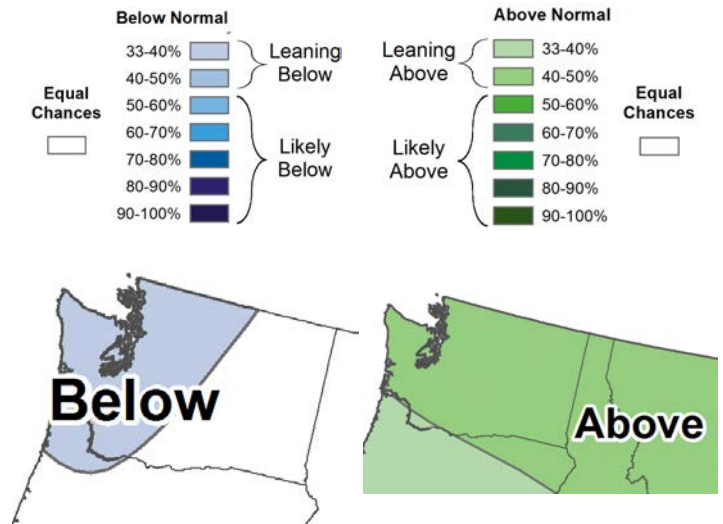 Below Normal
33-40%
40-50%
50-60%
60-70%
70-80%
80-90%
90-100%
Leaning
Below
Likely
Below
Equal
Chances
Above Normal
33-40%
40-50%
50-60%
60-70%
70-80%
80-90%
90-100%
Leaning
Above
Likely
Above
Equal
Chances
Below
Above